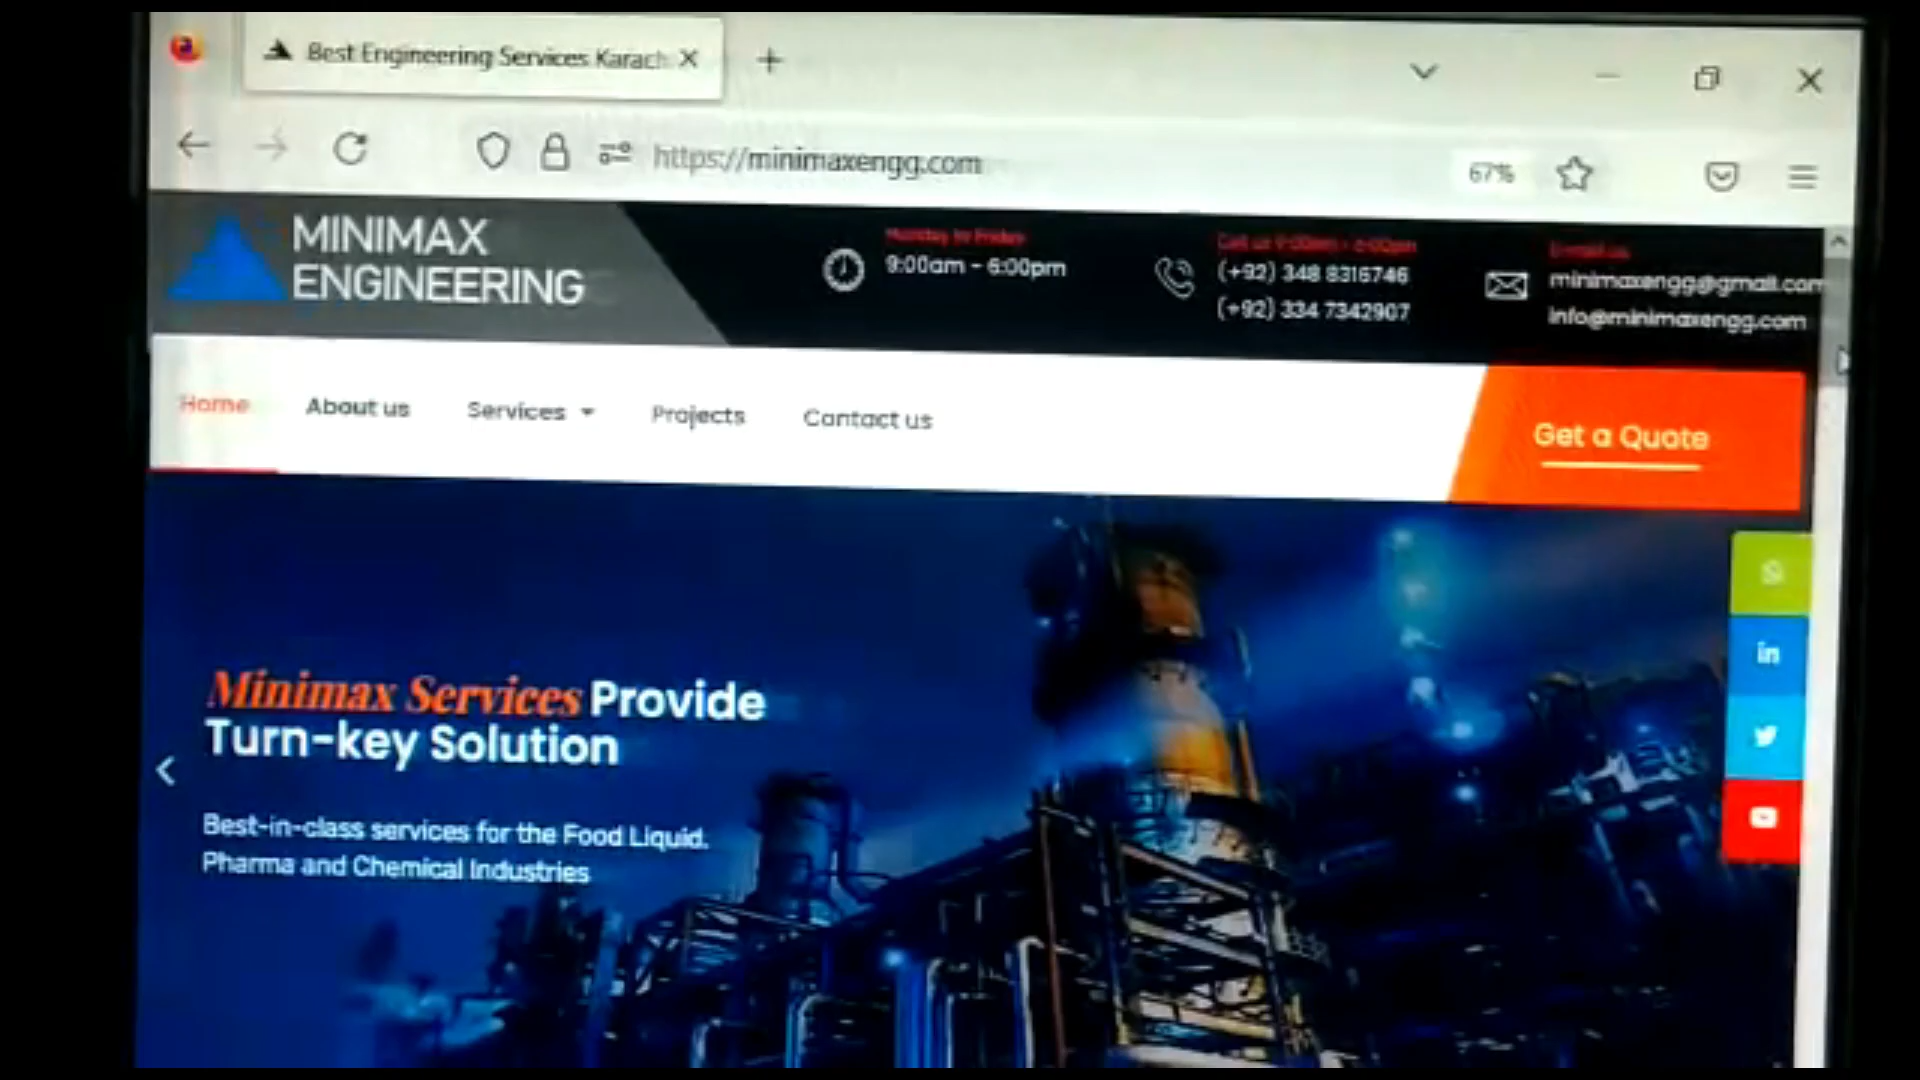 Best Engineering Services Karach
https://minimaxengg.com
67%
MINIMAX
ENGINEERING
Monday to Friday
9:00am - 6:00pm
Call us 9:00am - 6:00pm
(+92) 348 8316746
(+92) 334 7342907
E-mail us
minimaxengg@gmail.com
info@minimaxengg.com
Home
About us
Services
Projects
Contact us
Get a Quote
in
Minimax Services Provide
Turn-key Solution
Best-in-class services for the Food Liquid.
Pharma and Chemical Industries